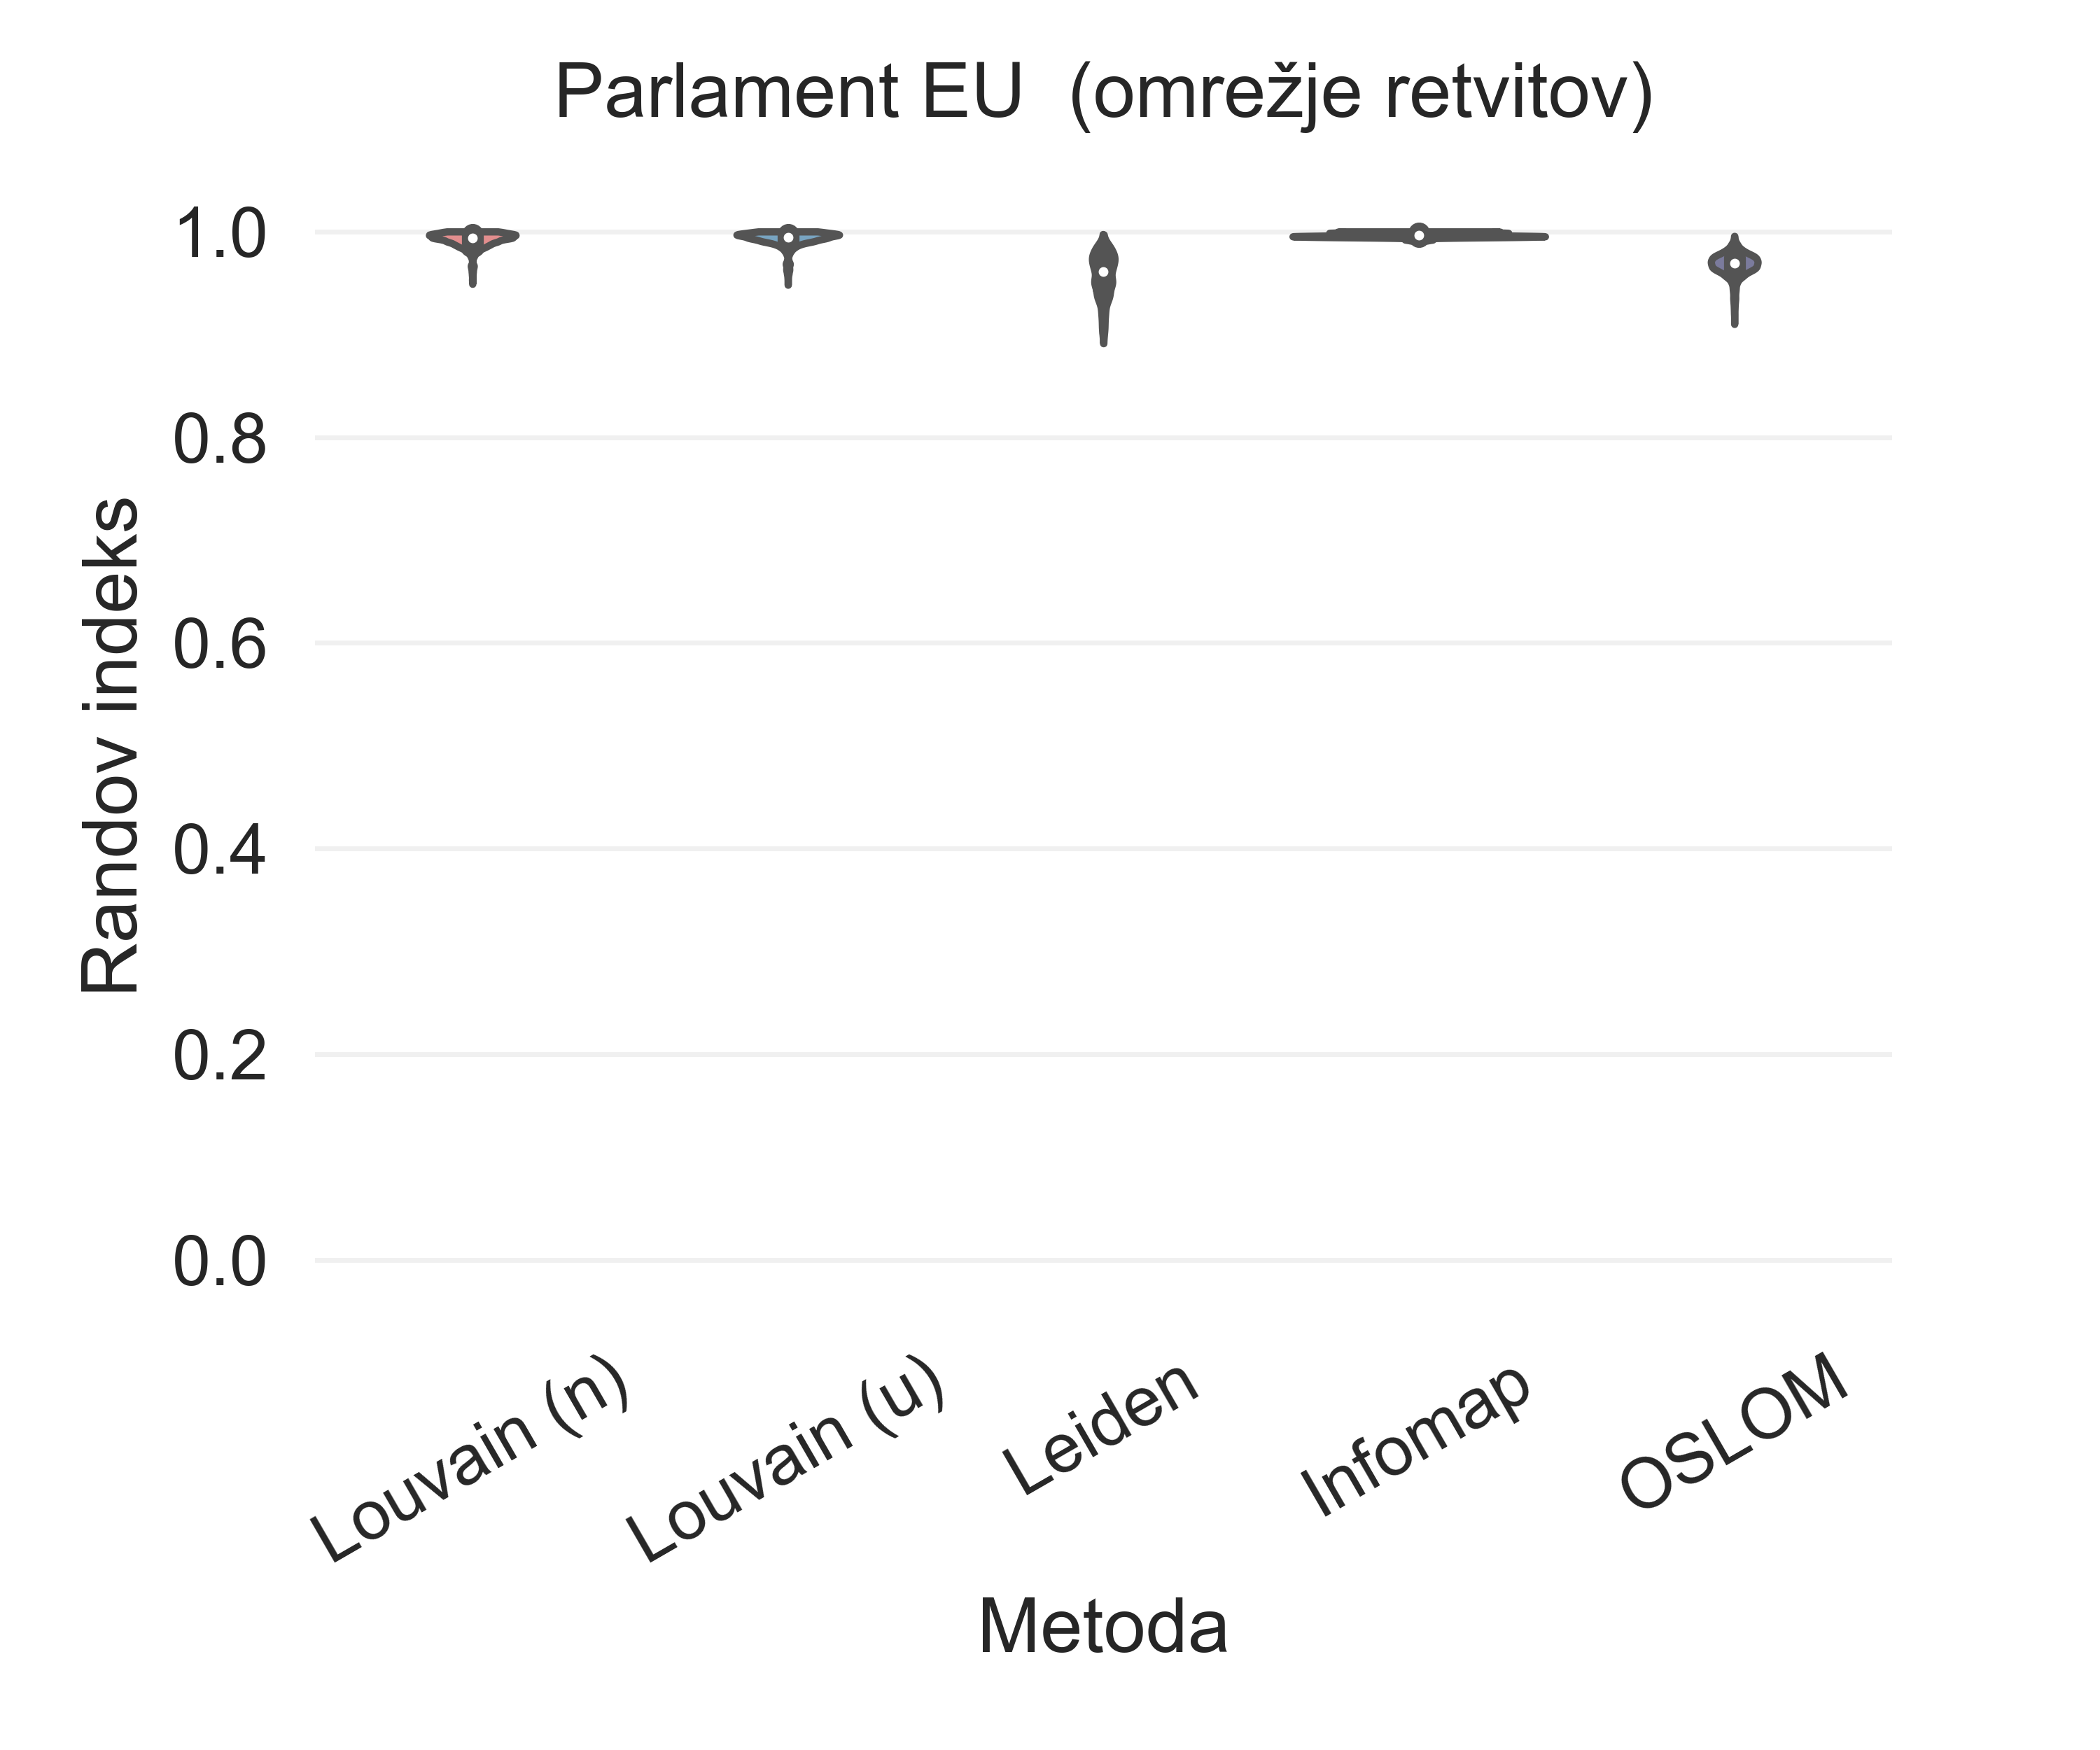 Parlament EU  (omrežje retvitov)
1.0
0.8
0.6
0.4
0.2
0.0
Randov indeks
Louvain (n)
Louvain (u)
Leiden
Infomap
OSLOM
Metoda